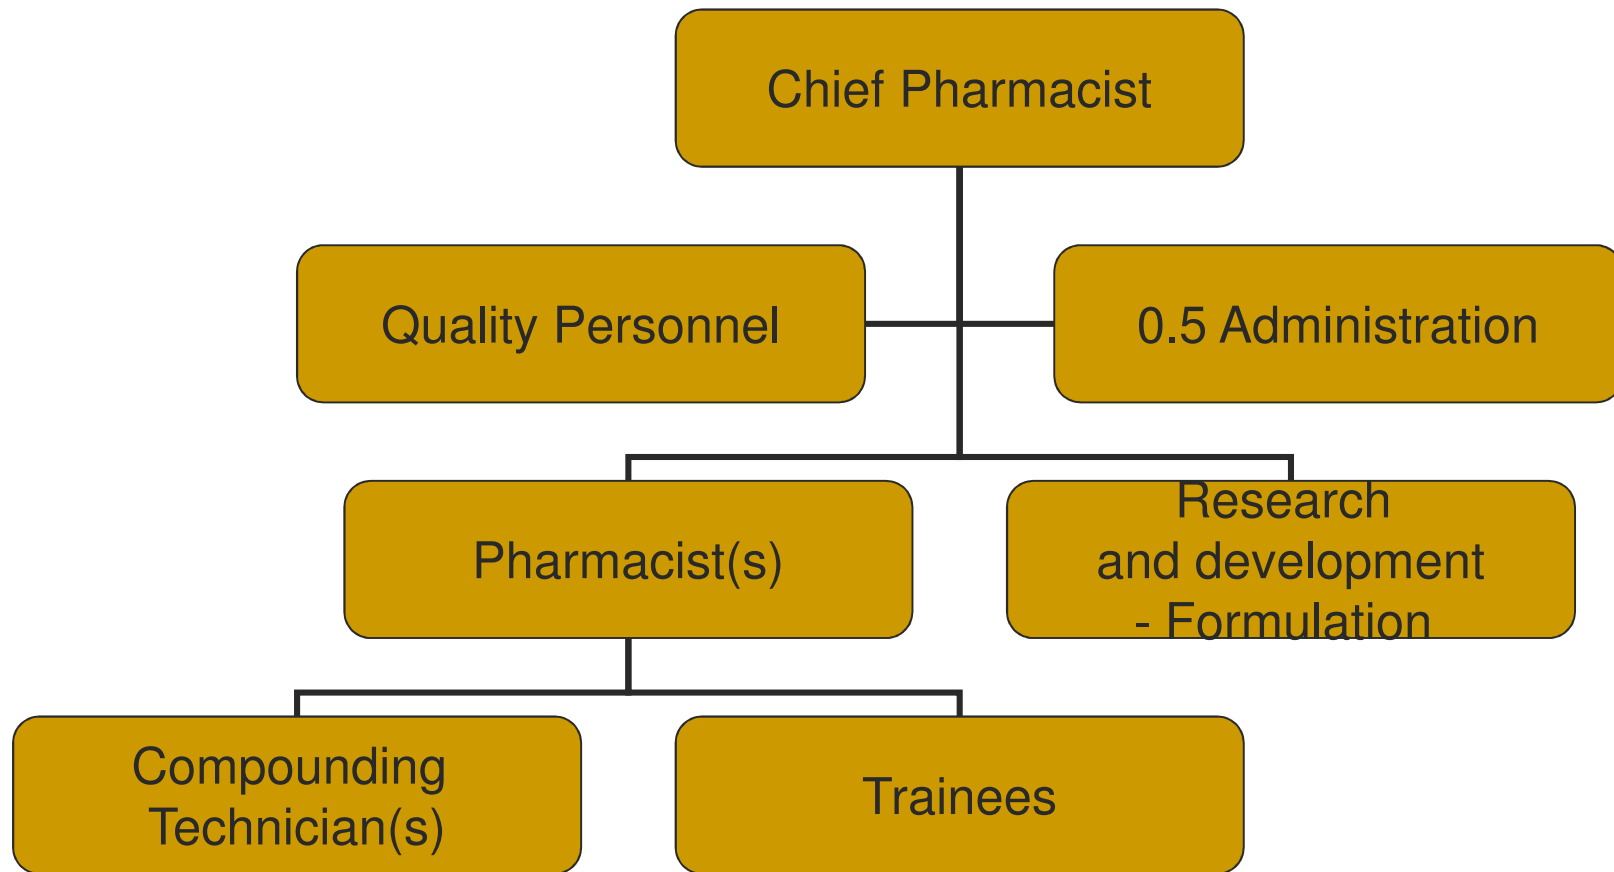 Chief Pharmacist
Quality Personnel
0.5 Administration
Pharmacist(s)
Research
and development
- Formulation
Compounding
Technician(s)
Trainees